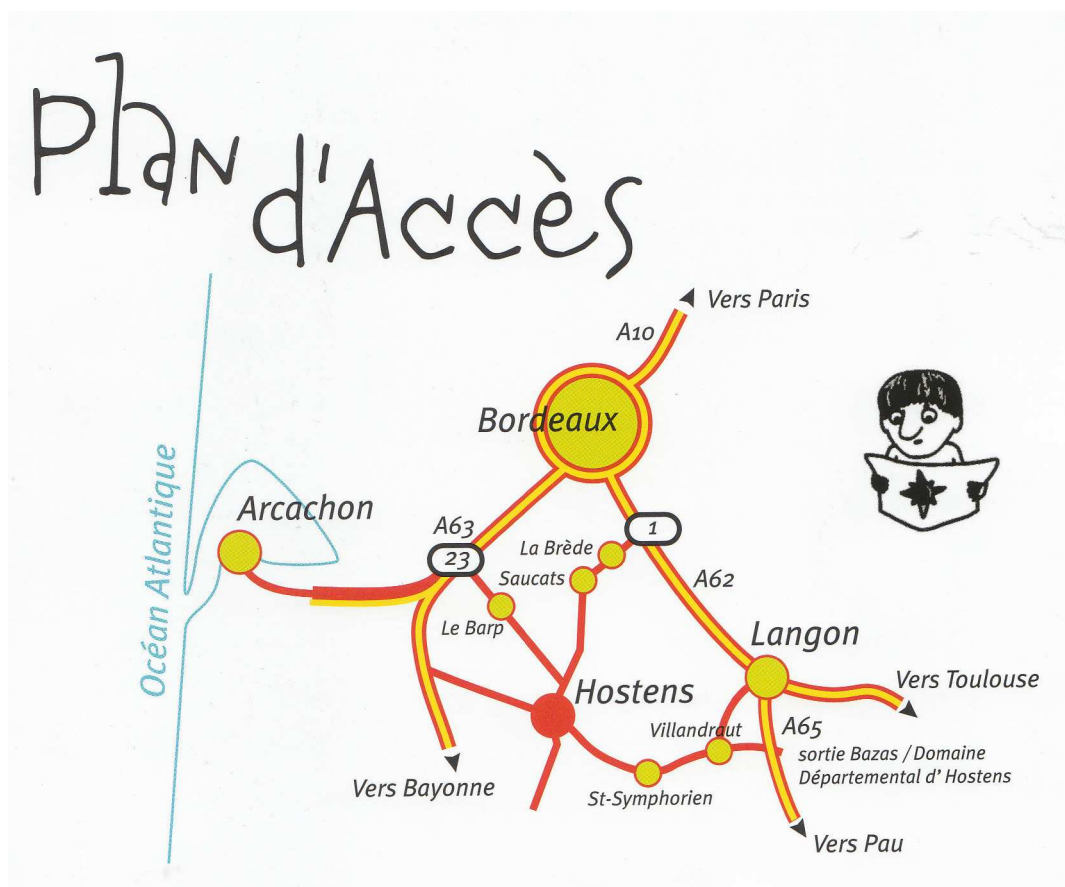 Plan
d'Accès
Vers Paris
A10
Bordeaux
Océan Atlantique
Arcachon
A63
23
1
La Brède
Saucats
A62
Le Barp
Langon
Hostens
Vers Toulouse
Villandraut
A65
sortie Bazas / Domaine
Départemental d' Hostens
Vers Bayonne
St-Symphorien
Vers Pau